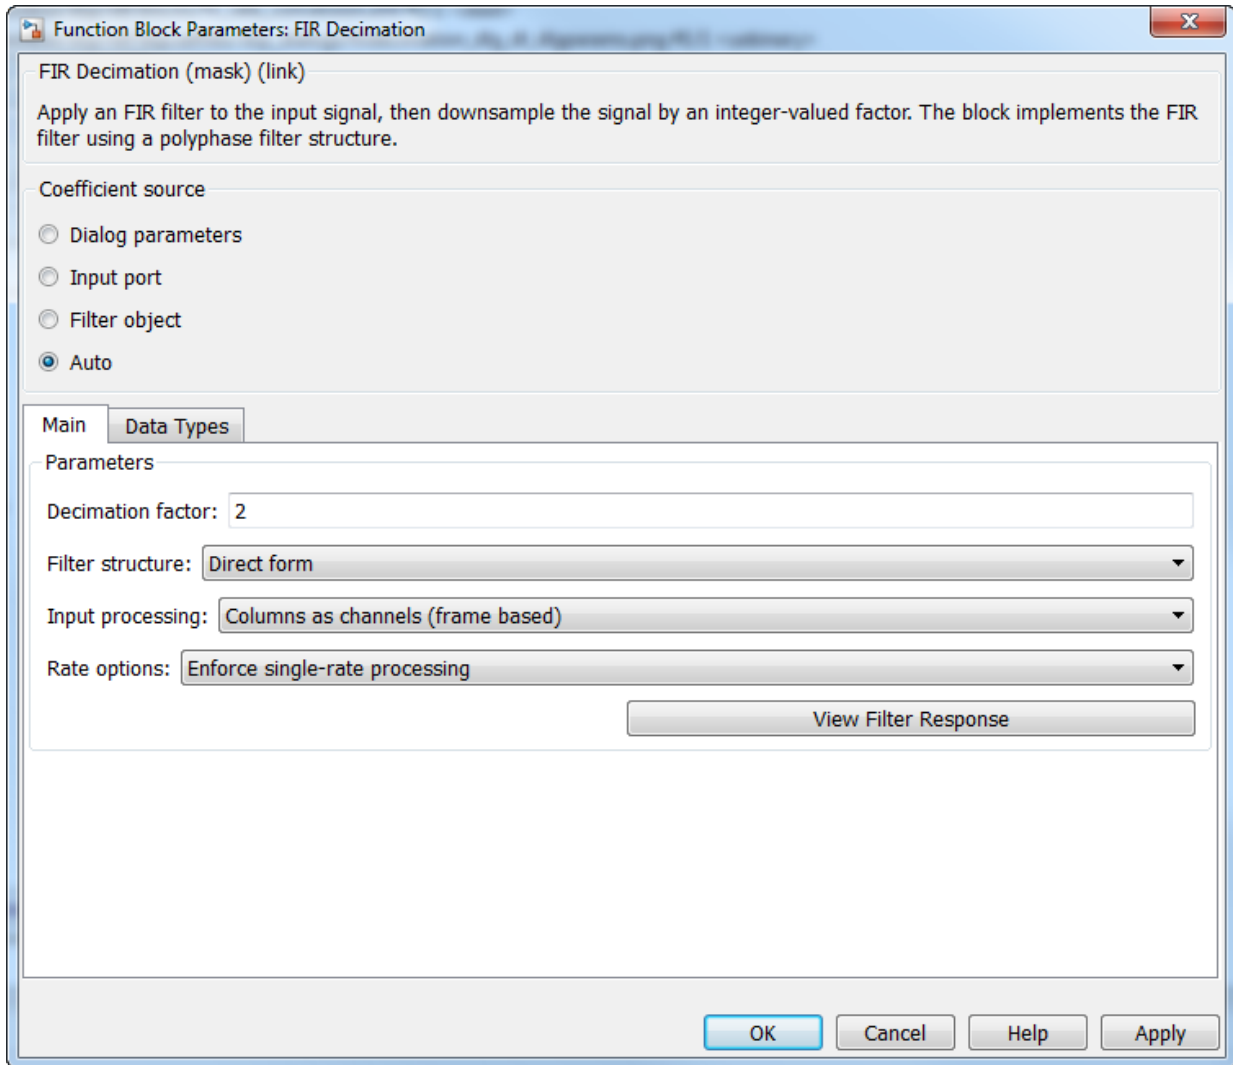 Function Block Parameters: FIR Decimation
FIR Decimation (mask) (link)
Apply an FIR filter to the input signal, then downsample the signal by an integer-valued factor. The block implements the FIR
filter using a polyphase filter structure.
Coefficient source
Dialog parameters
Input port
Filter object
Auto
Main Data Types
Parameters
Decimation factor: 2
Filter structure: Direct form
Input processing: Columns as channels (frame based)
Rate options: Enforce single-rate processing
View Filter Response
OK Cancel Help Apply